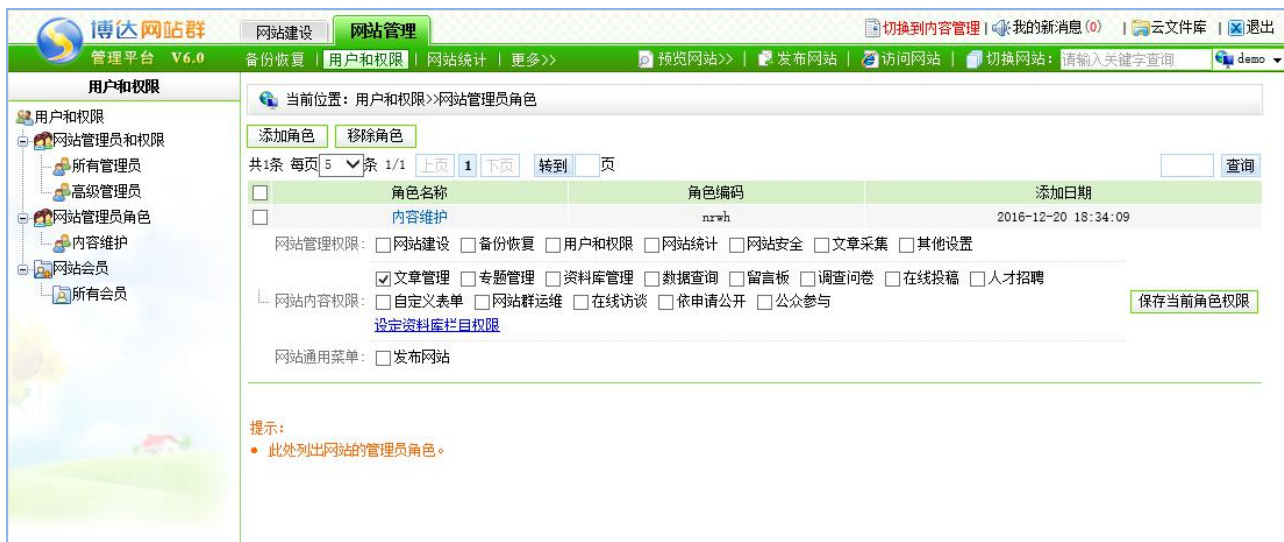 博达网站群
管理平台 V6.0
网站建设 网站管理
切换到内容管理 | 我的新消息(0) | 云文件库 | 退出
备份恢复 | 用户和权限 | 网站统计 | 更多>>
预览网站>> | 发布网站 | 访问网站 | 切换网站: 请输入关键字查询 demo
用户和权限
用户和权限
网站管理员和权限
所有管理员
高级管理员
网站管理员角色
内容维护
网站会员
所有会员
当前位置: 用户和权限>>网站管理员角色
添加角色 移除角色
共1条 每页 5 条 1/1 上页 1 下页 转到 页 查询
角色名称 角色编码 添加日期
内容维护 nrwh 2016-12-20 18:34:09
网站管理权限: 网站建设 备份恢复 用户和权限 网站统计 网站安全 文章采集 其他设置
文章管理 专题管理 资料库管理 数据查询 留言板 调查问卷 在线投稿 人才招聘
网站内容权限: 自定义表单 网站群运维 在线访谈 依申请公开 公众参与 保存当前角色权限
设定资料库栏目权限
网站通用菜单: 发布网站
提示:
• 此处列出网站的管理员角色。